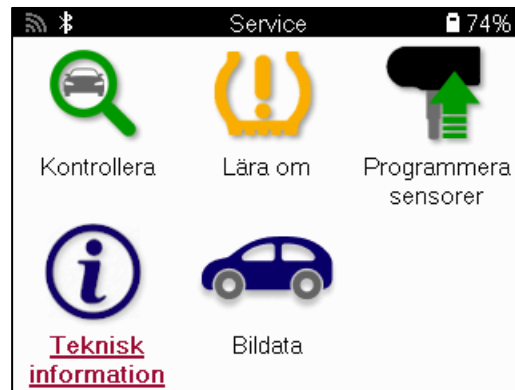 Service
74%
Kontrollera
Lära om
Programmera
sensorer
Teknisk
information
Bildata